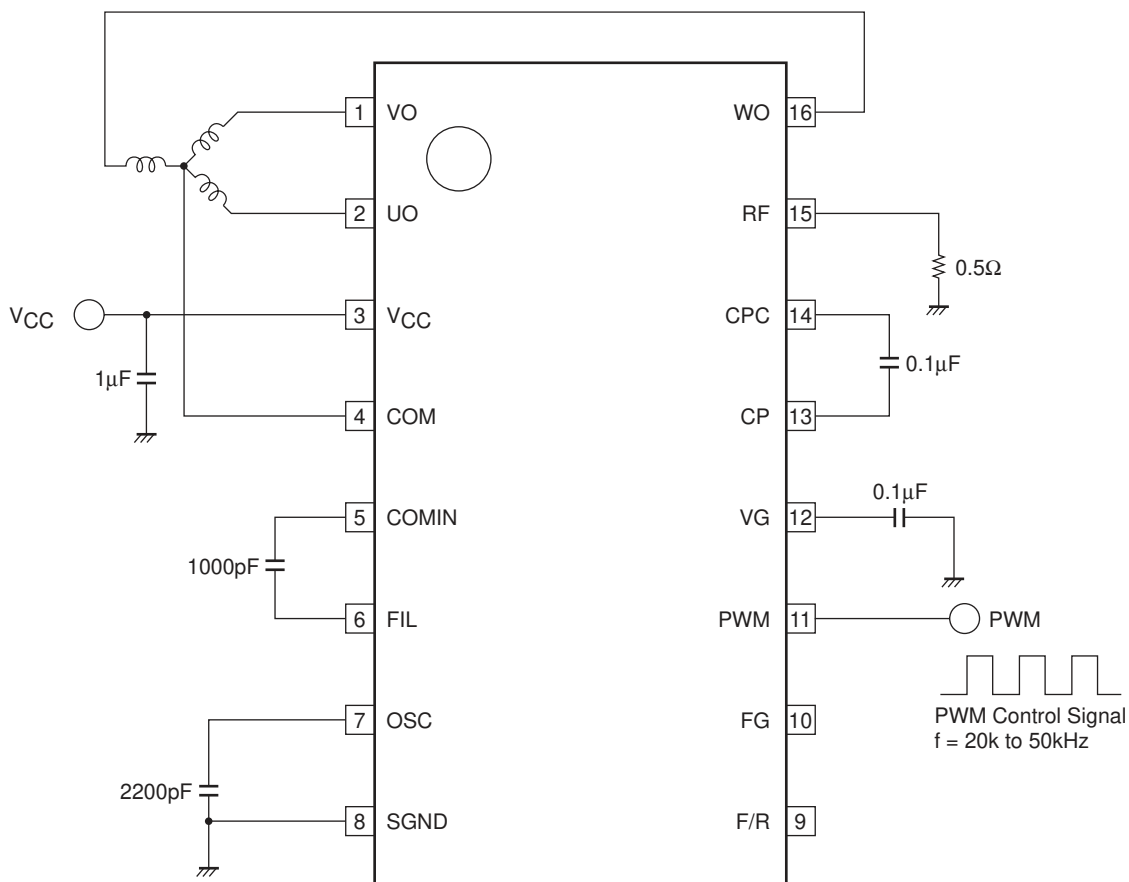 1 VO WO 16
2 UO RF 15
0.5Ω
VCC 3 VCC CPC 14
1μF 0.1μF
4 COM CP 13
0.1μF
5 COMIN VG 12
1000pF
6 FIL PWM 11 PWM
7 OSC FG 10
PWM Control Signal
f = 20k to 50kHz
2200pF
8 SGND F/R 9